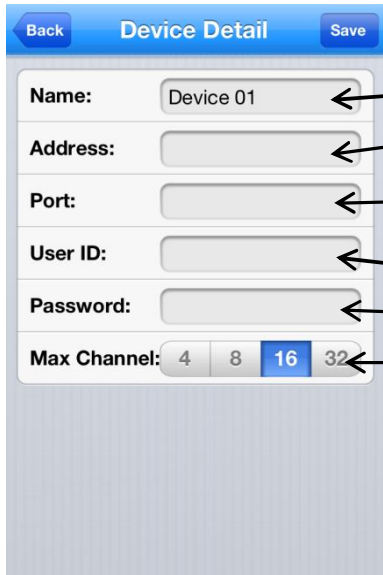 Back Device Detail Save
Name: Device 01
Address:
Port:
User ID:
Password:
Max Channel: 4 8 16 32